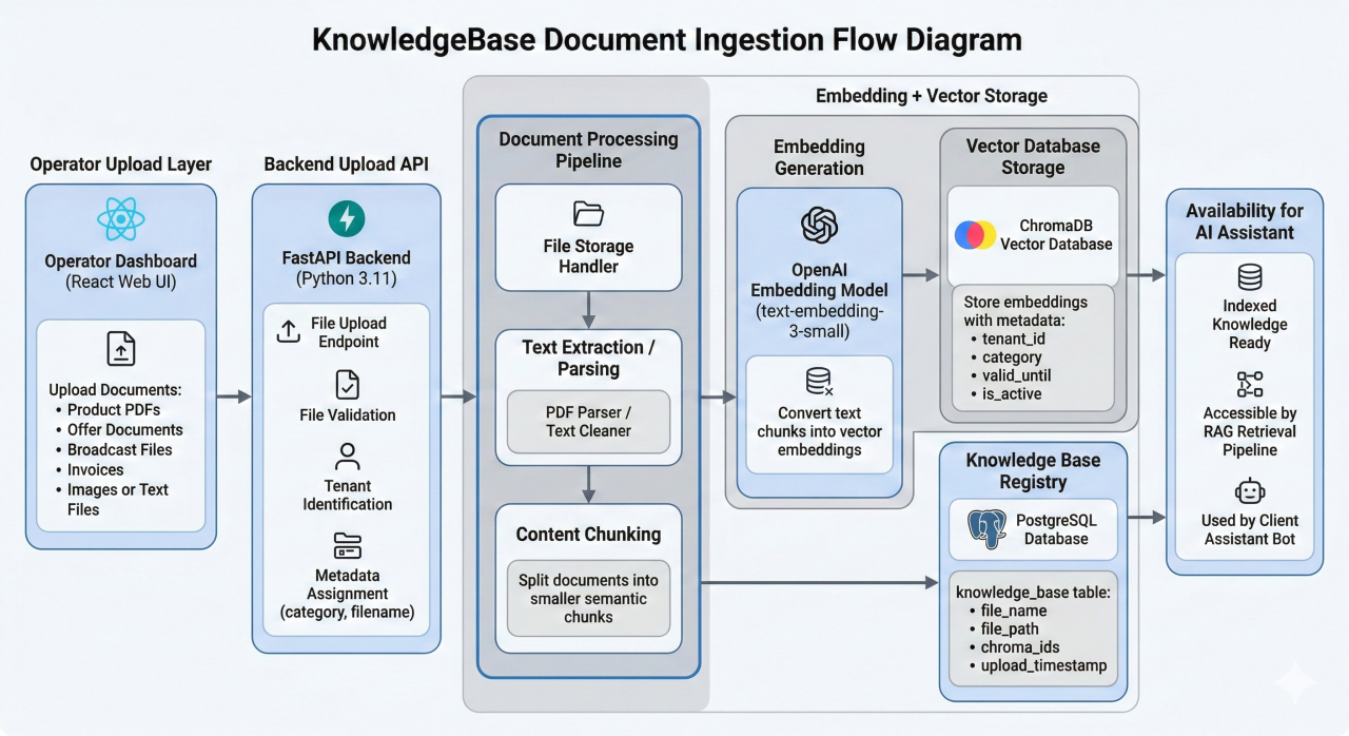 KnowledgeBase Document Ingestion Flow Diagram
Operator Upload Layer
Operator Dashboard
(React Web UI)
Upload Documents:
• Product PDFs
• Offer Documents
• Broadcast Files
• Invoices
• Images or Text
Files
Backend Upload API
FastAPI Backend
(Python 3.11)
File Upload
Endpoint
File Validation
Tenant
Identification
Metadata
Assignment
(category, filename)
Document Processing
Pipeline
File Storage
Handler
Text Extraction /
Parsing
PDF Parser /
Text Cleaner
Content Chunking
Split documents into
smaller semantic
chunks
Embedding + Vector Storage
Embedding
Generation
OpenAI
Embedding Model
(text-embedding-
3-small)
Convert text
chunks into vector
embeddings
Vector Database
Storage
ChromaDB
Vector Database
Store embeddings
with metadata:
• tenant_id
• category
• valid_until
• is_active
Knowledge Base
Registry
PostgreSQL
Database
knowledge_base table:
• file_name
• file_path
• chroma_ids
• upload_timestamp
Availability for
AI Assistant
Indexed
Knowledge
Ready
Accessible by
RAG Retrieval
Pipeline
Used by Client
Assistant Bot